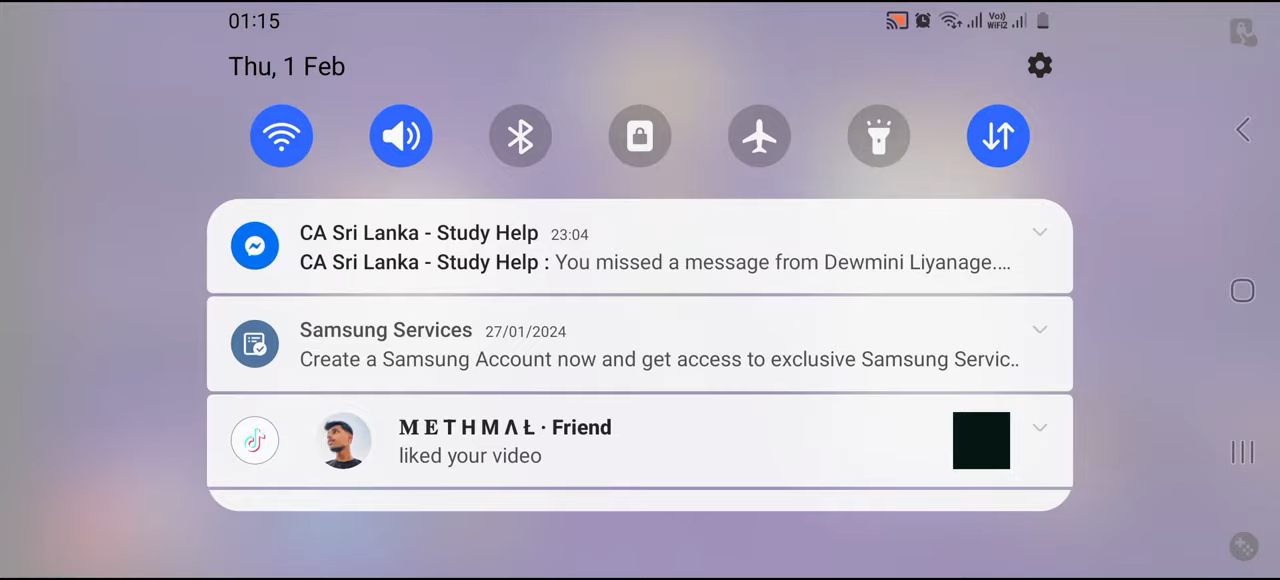 01:15
Vo)) WiFi2
Thu, 1 Feb
CA Sri Lanka - Study Help 23:04
CA Sri Lanka - Study Help : You missed a message from Dewmini Liyanage....
Samsung Services 27/01/2024
Create a Samsung Account now and get access to exclusive Samsung Servic..
𝐌 𝐄 T H M Λ Ł · Friend
liked your video